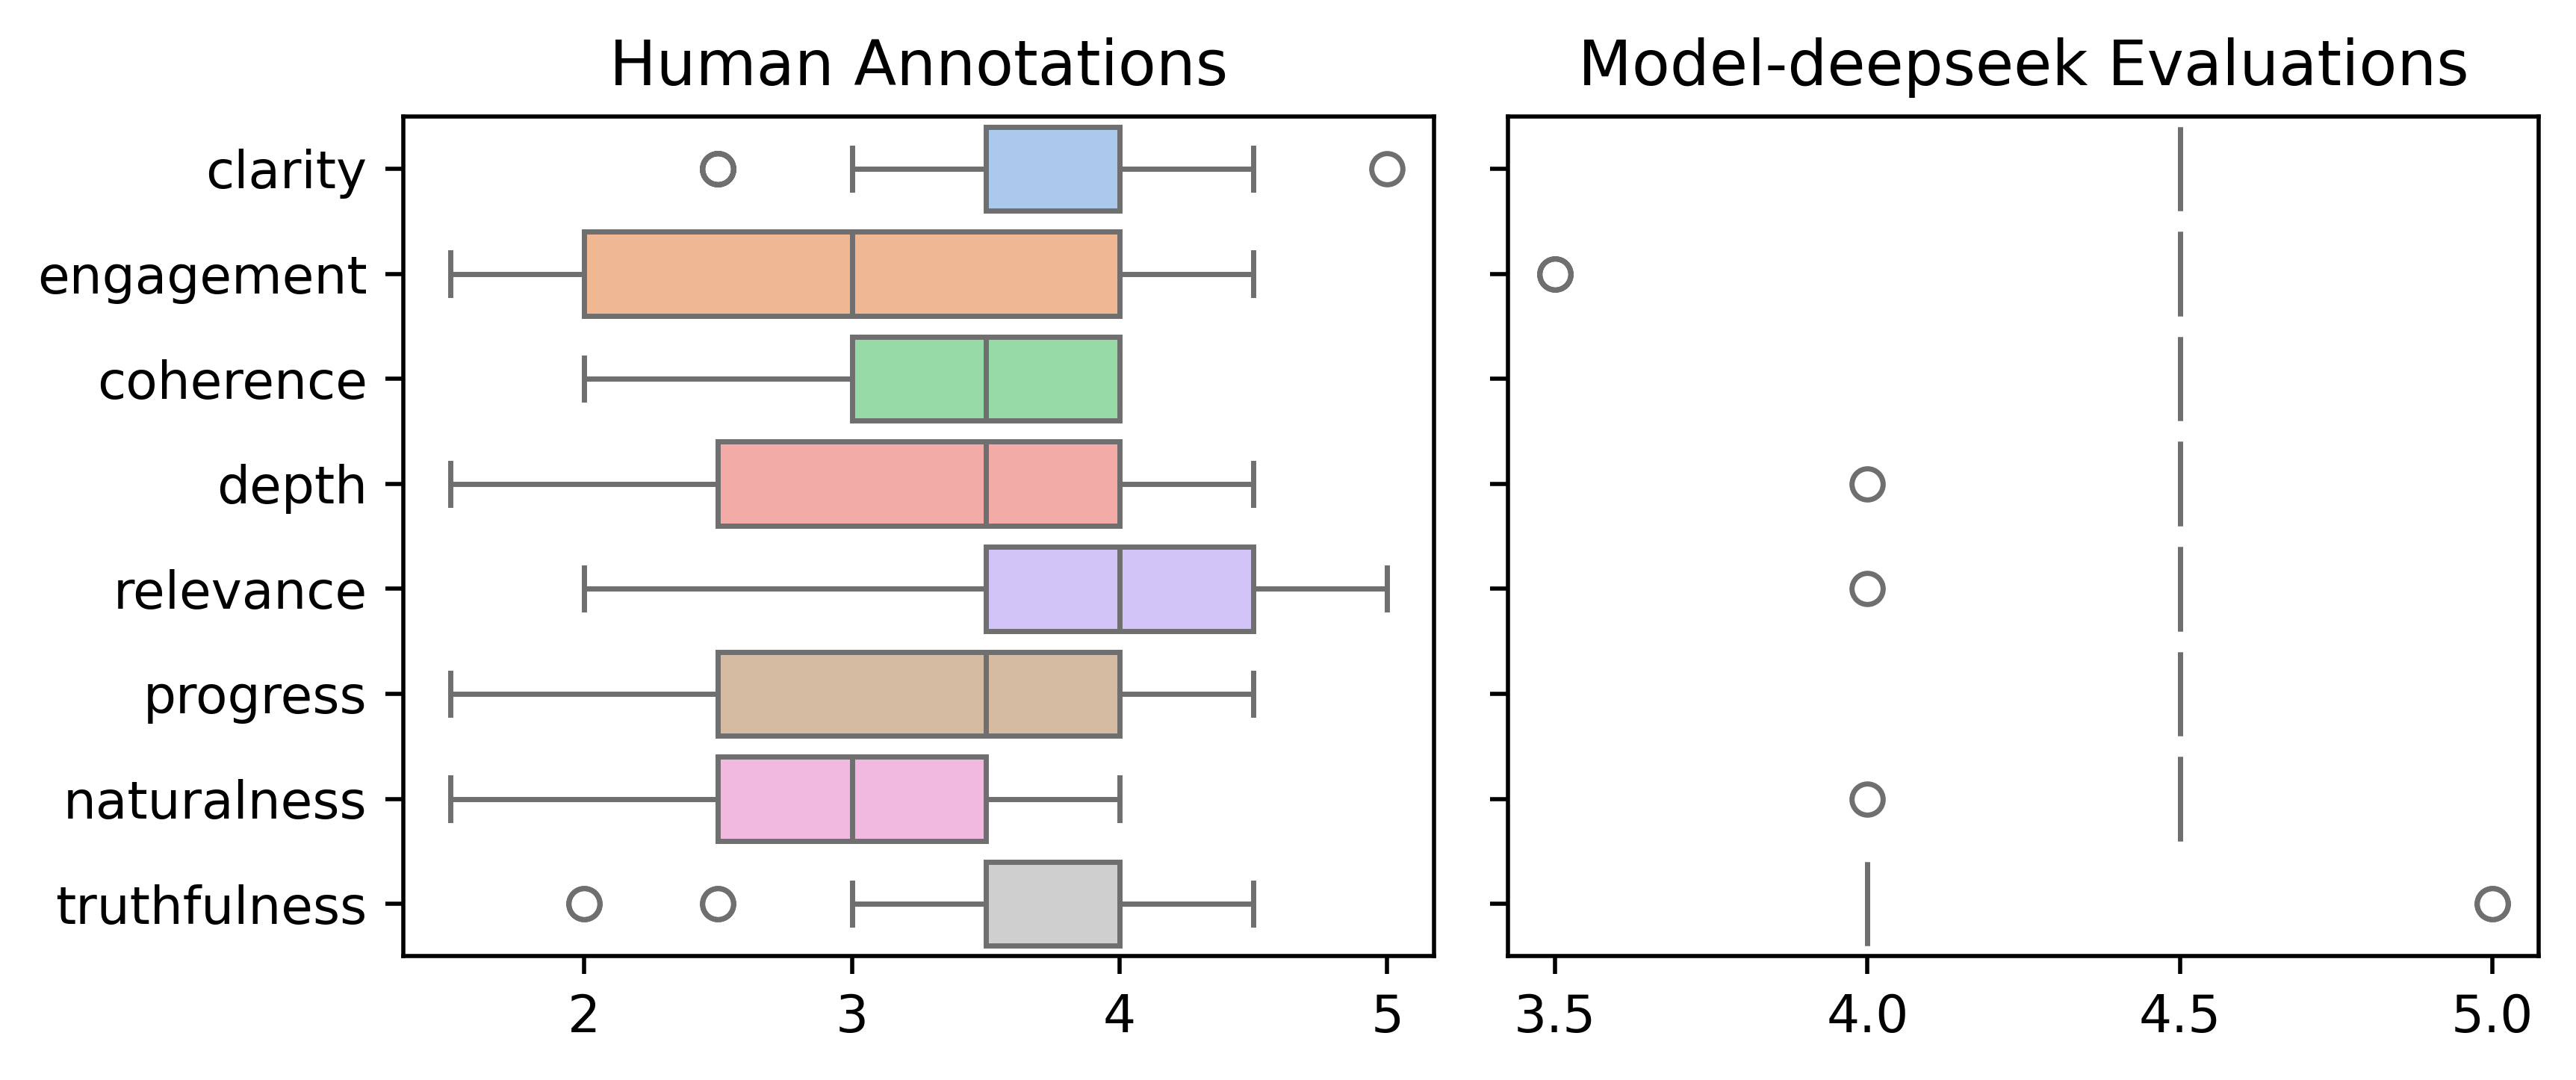 Human Annotations
Model-deepseek Evaluations
clarity
engagement
coherence
depth
relevance
progress
naturalness
truthfulness
2 3 4 5
3.5 4.0 4.5 5.0